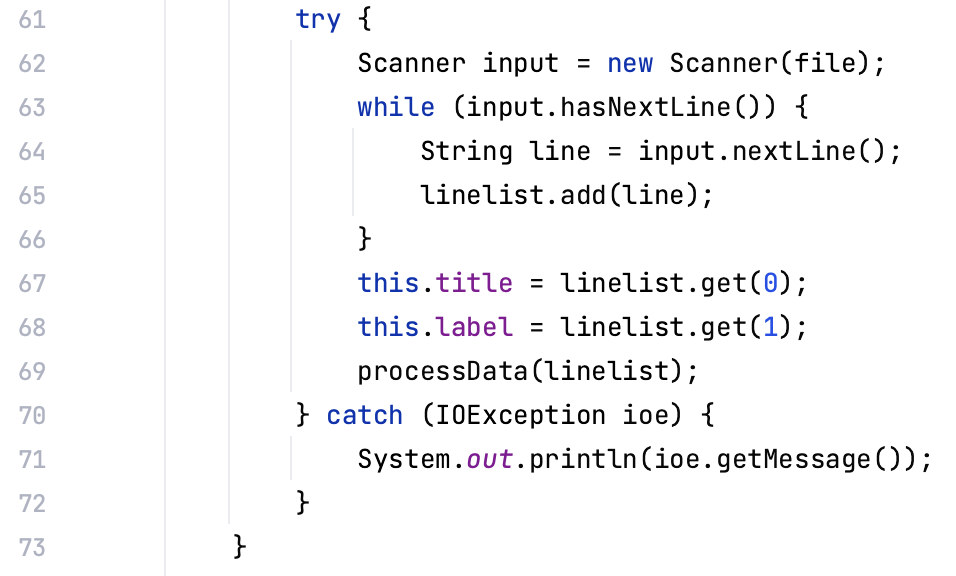 61 try {
62 Scanner input = new Scanner(file);
63 while (input.hasNextLine()) {
64 String line = input.nextLine();
65 linelist.add(line);
66 }
67 this.title = linelist.get(0);
68 this.label = linelist.get(1);
69 processData(linelist);
70 } catch (IOException ioe) {
71 System.out.println(ioe.getMessage());
72 }
73 }